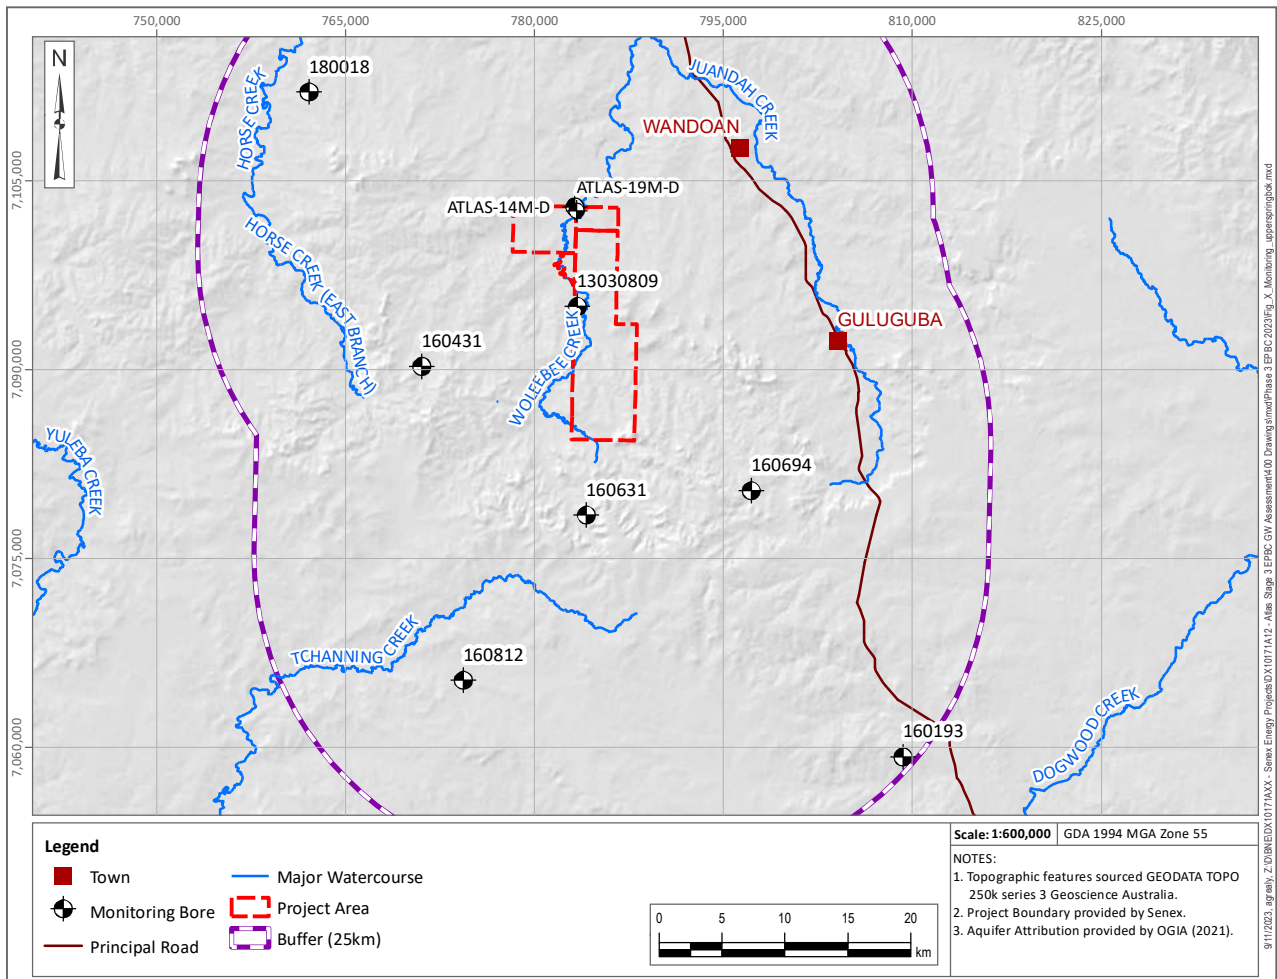 750,000
765,000
780,000
795,000
810,000
825,000
7,105,000
7,090,000
7,075,000
7,060,000
N
180018
HORSE CREEK
JUANDAH CREEK
WANDOAN
ATLAS-19M-D
ATLAS-14M-D
HORSE CREEK (EAST BRANCH)
13030809
GULUGUBA
160431
WOLEEBEE CREEK
YULEBA CREEK
160694
160631
TCHANNING CREEK
160812
160193
DOGWOOD CREEK
Legend
Town
Monitoring Bore
Principal Road
Major Watercourse
Project Area
Buffer (25km)
0 5 10 15 20
km
Scale: 1:600,000
GDA 1994 MGA Zone 55
NOTES:
1. Topographic features sourced GEODATA TOPO
250k series 3 Geoscience Australia.
2. Project Boundary provided by Senex.
3. Aquifer Attribution provided by OGIA (2021).